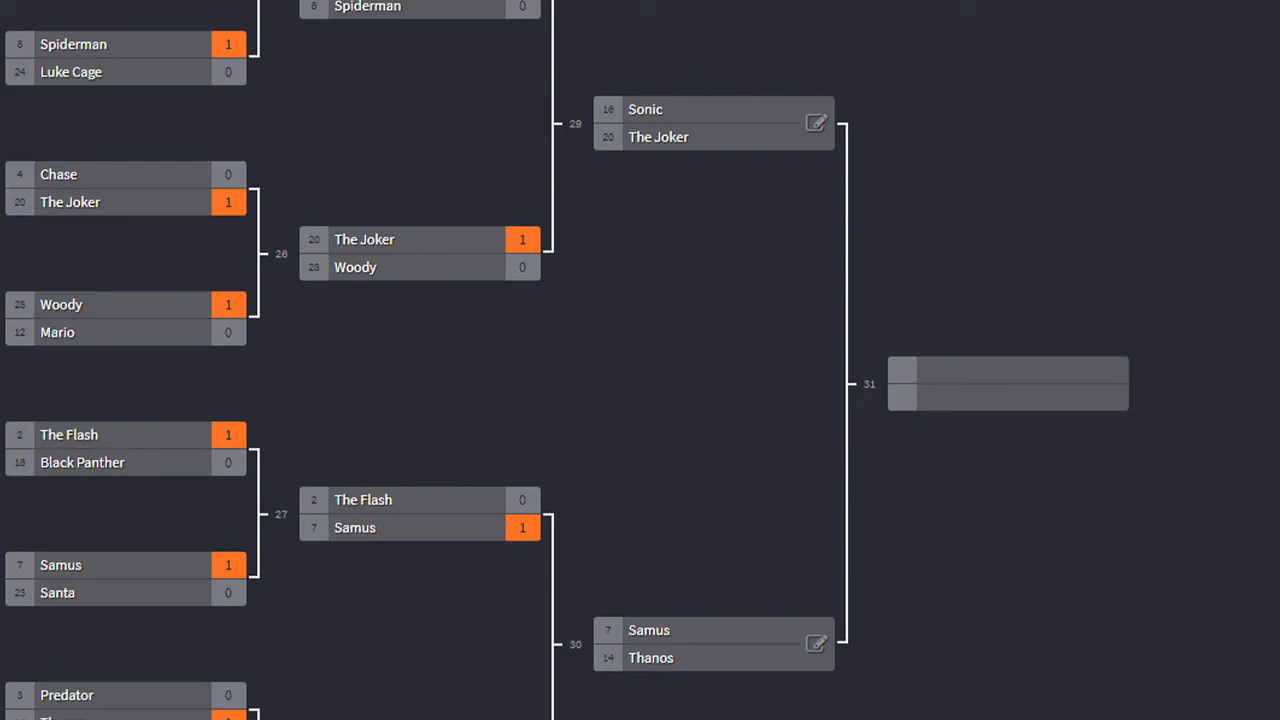 8 Spiderman 1
24 Luke Cage 0
4 Chase 0
20 The Joker 1
28 Woody 1
12 Mario 0
2 The Flash 1
18 Black Panther 0
7 Samus 1
23 Santa 0
3 Predator 0
1
8 Spiderman 0
26
20 The Joker 1
28 Woody 0
27
2 The Flash 0
7 Samus 1
29
16 Sonic
20 The Joker
30
7 Samus
14 Thanos
31